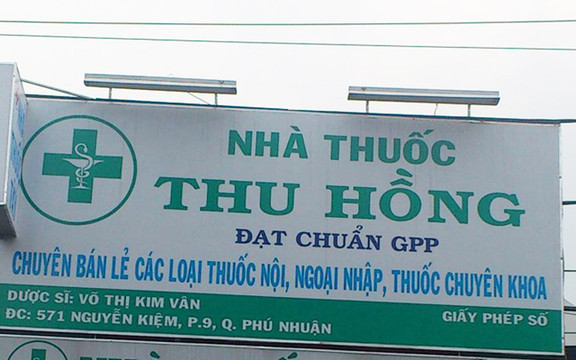 NHÀ THUỐC
THU HỒNG
ĐẠT CHUẨN GPP
CHUYÊN BÁN LẺ CÁC LOẠI THUỐC NỘI, NGOẠI NHẬP, THUỐC CHUYÊN KHOA
DƯỢC SĨ: VÕ THỊ KIM VÂN
GIẤY PHÉP SỐ
ĐC: 571 NGUYỄN KIỆM, P.9, Q. PHÚ NHUẬN